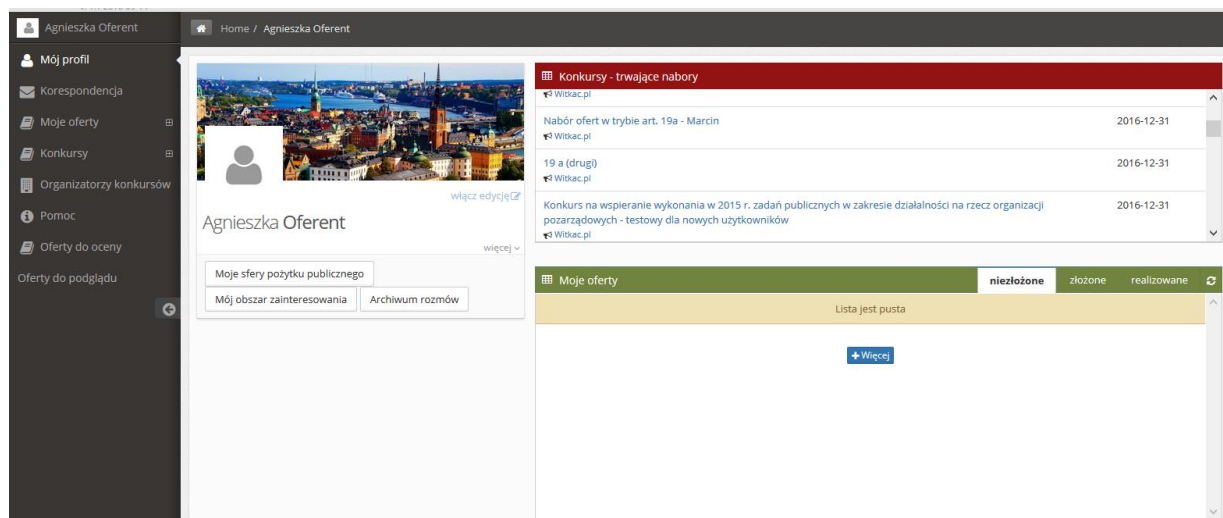 Agnieszka Oferent
Home / Agnieszka Oferent
Mój profil
Korespondencja
Moje oferty
Konkursy
Organizatorzy konkursów
Pomoc
Oferty do oceny
Oferty do podglądu
włącz edycję
Agnieszka Oferent
więcej
Moje sfery pożytku publicznego
Mój obszar zainteresowania Archiwum rozmów
Konkursy - trwające nabory
Witkac.pl
Nabór ofert w trybie art. 19a - Marcin 2016-12-31
Witkac.pl
19 a (drugi) 2016-12-31
Witkac.pl
Konkurs na wspieranie wykonania w 2015 r. zadań publicznych w zakresie działalności na rzecz organizacji 2016-12-31
pozarządowych - testowy dla nowych użytkowników
Witkac.pl
Moje oferty niezłożone złożone realizowane
Lista jest pusta
+ Więcej